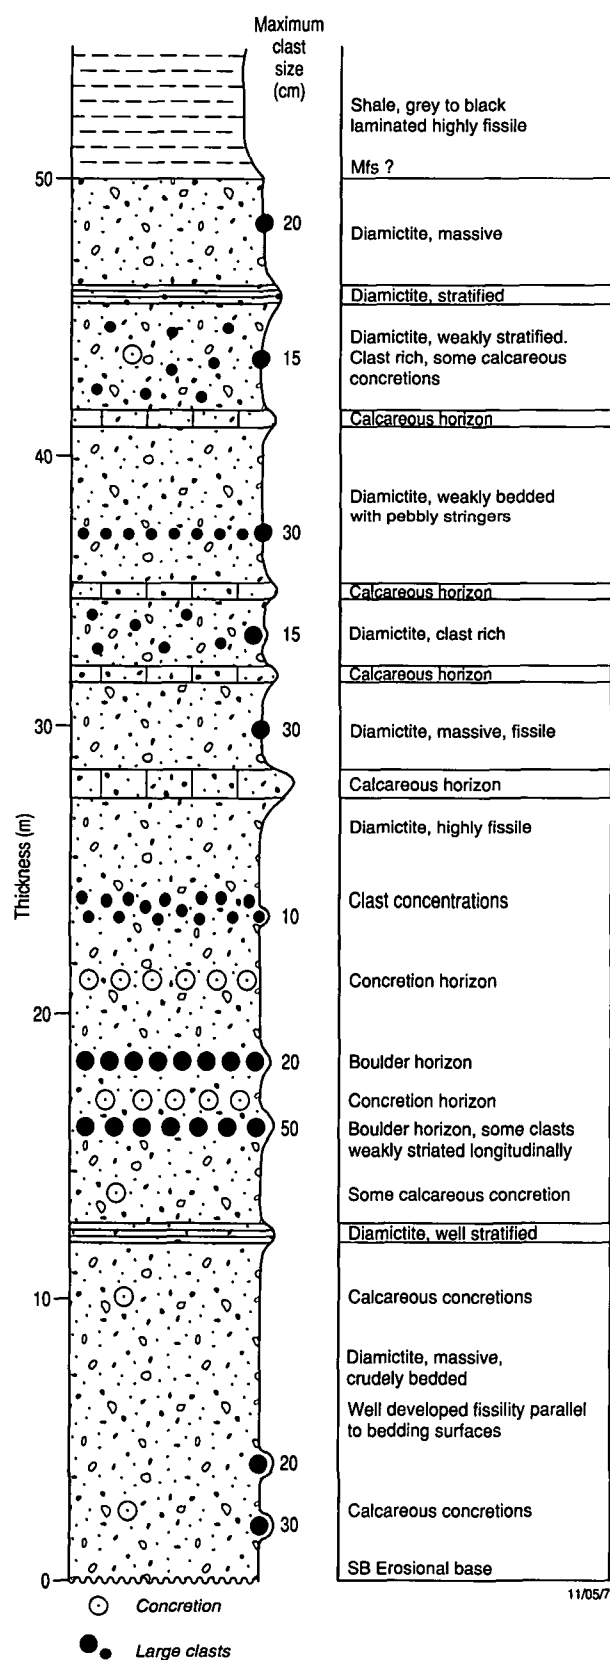 Maximum
clast
size
(cm)
Shale, grey to black
laminated highly fissile
Mfs ?
50
20
Diamictite, massive
Diamictite, stratified
Diamictite, weakly stratified.
Clast rich, some calcareous
concretions
15
Calcareous horizon
40
Diamictite, weakly bedded
with pebbly stringers
30
Calcareous horizon
15
Diamictite, clast rich
Calcareous horizon
30
30
Diamictite, massive, fissile
Calcareous horizon
Diamictite, highly fissile
Thickness (m)
Clast concentrations
10
Concretion horizon
20
20
Boulder horizon
Concretion horizon
50
Boulder horizon, some clasts
weakly striated longitudinally
Some calcareous concretion
Diamictite, well stratified
10
Calcareous concretions
Diamictite, massive,
crudely bedded
Well developed fissility parallel
to bedding surfaces
20
Calcareous concretions
30
SB Erosional base
0
11/05/7
Concretion
Large clasts